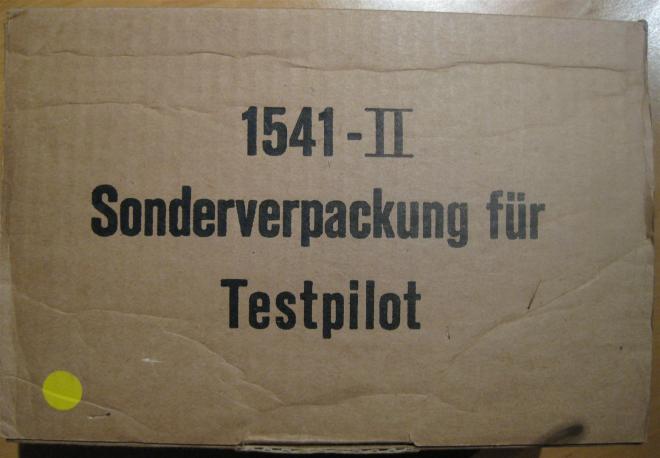 1541-II
Sonderverpackung für
Testpilot